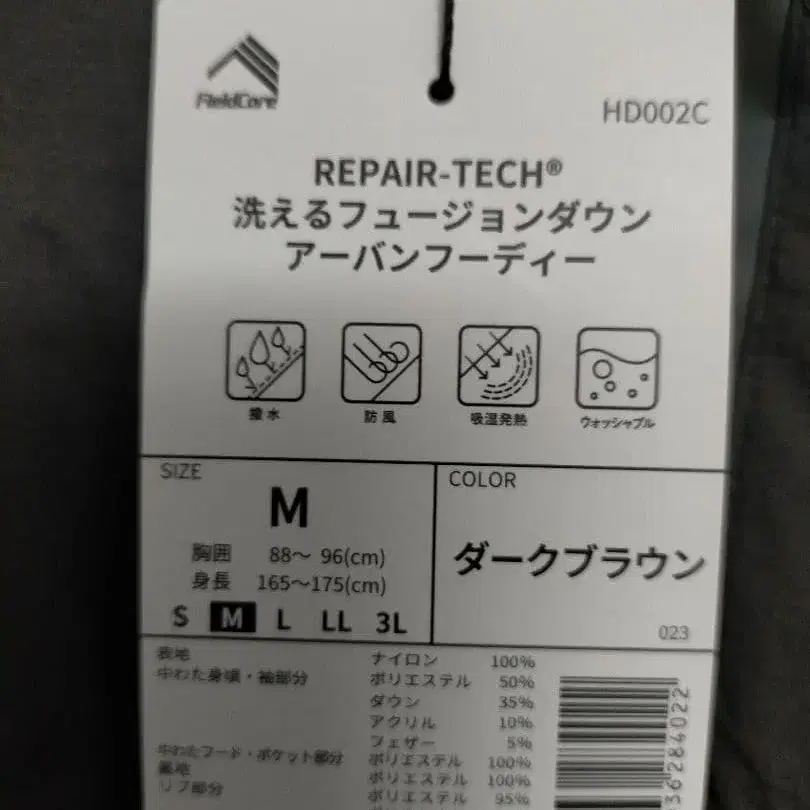 FieldCore
HD002C
REPAIR-TECH®
洗えるフュージョンダウン
アーバンフーディー
撥水 防風 吸湿発熱 ウォッシャブル
SIZE
M
胸囲 88～ 96(cm)
身長 165～175(cm)
S M L LL 3L
COLOR
ダークブラウン
023
表地 ナイロン 100%
中わた身頃・袖部分 ポリエステル 50%
ダウン 35%
アクリル 10%
フェザー 5%
中わたフード・ポケット部分 ポリエステル 100%
裏地 ポリエステル 100%
リブ部分 ポリエステル 95%
36284022